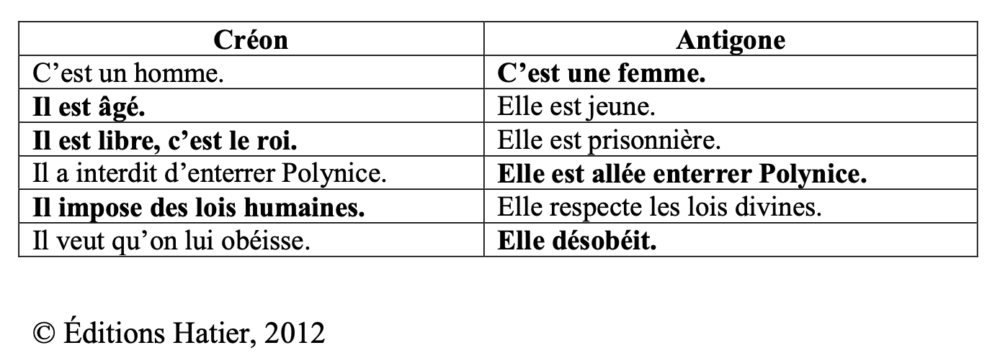 Créon Antigone
C’est un homme. C’est une femme.
Il est âgé. Elle est jeune.
Il est libre, c’est le roi. Elle est prisonnière.
Il a interdit d’enterrer Polynice. Elle est allée enterrer Polynice.
Il impose des lois humaines. Elle respecte les lois divines.
Il veut qu’on lui obéisse. Elle désobéit.
© Éditions Hatier, 2012